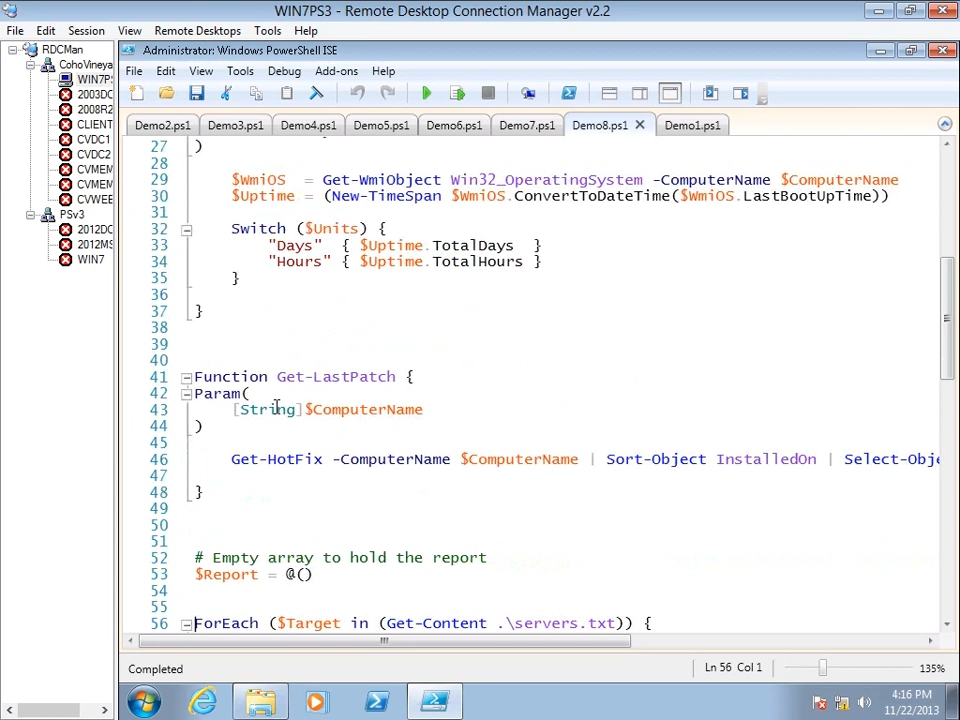 WIN7PS3 - Remote Desktop Connection Manager v2.2
File Edit Session View Remote Desktops Tools Help
RDCMan
CohoVineya
WIN7P
2003DC
2008R2
CLIENT
CVDC1
CVDC2
CVMEM
CVMEM
CVWEE
PSv3
2012DC
2012MS
WIN7
Administrator: Windows PowerShell ISE
File Edit View Tools Debug Add-ons Help
Demo2.ps1 Demo3.ps1 Demo4.ps1 Demo5.ps1 Demo6.ps1 Demo7.ps1 Demo8.ps1 Demo1.ps1
27 )
28
29 $WmiOS = Get-WmiObject Win32_OperatingSystem -ComputerName $ComputerName
30 $Uptime = (New-TimeSpan $WmiOS.ConvertToDateTime($WmiOS.LastBootUpTime))
31
32 Switch ($Units) {
33 "Days" { $Uptime.TotalDays }
34 "Hours" { $Uptime.TotalHours }
35 }
36
37 }
38
39
40
41 Function Get-LastPatch {
42 Param(
43 [String]$ComputerName
44 )
45
46 Get-HotFix -ComputerName $ComputerName | Sort-Object InstalledOn | Select-Obje
47
48 }
49
50
51
52 # Empty array to hold the report
53 $Report = @()
54
55
56 ForEach ($Target in (Get-Content .\servers.txt)) {
Completed Ln 56 Col 1 135%
4:16 PM
11/22/2013